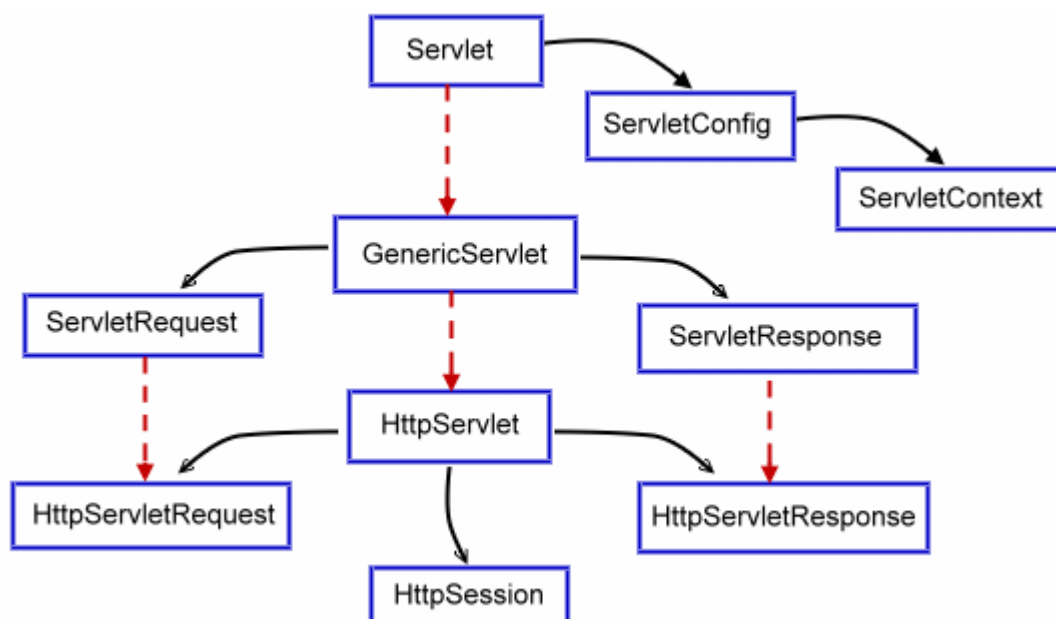 Servlet
ServletConfig
ServletContext
GenericServlet
ServletRequest
ServletResponse
HttpServlet
HttpServletRequest
HttpServletResponse
HttpSession